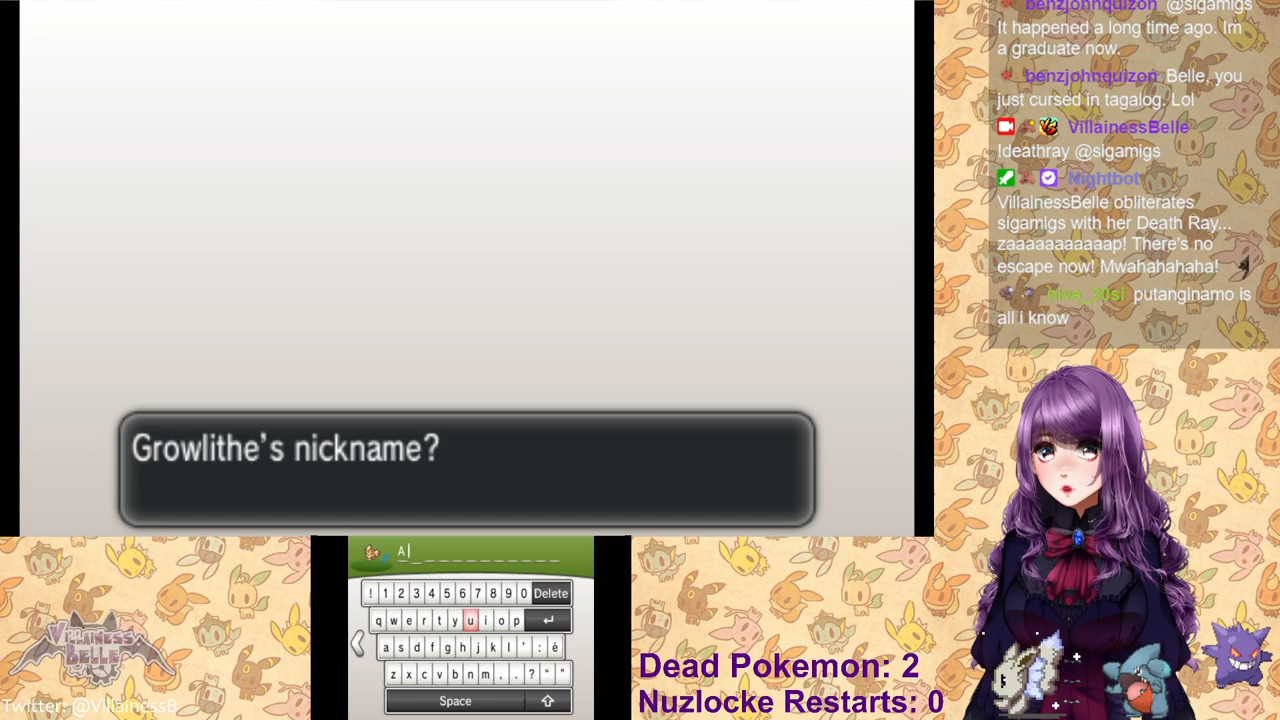 benzjohnquizon @sigamigs
It happened a long time ago. Im
a graduate now.
benzjohnquizon Belle, you
just cursed in tagalog. Lol
VillainessBelle
!deathray @sigamigs
Nightbot
VillainessBelle obliterates
sigamigs with her Death Ray...
zaaaaaaaaaaap! There's no
escape now! Mwahahahaha!
putanginamo is
all i know
Growlithe's nickname?
A
! 1 2 3 4 5 6 7 8 9 0 Delete
q w e r t y u i o p
a s d f g h j k l ' : é
z x c v b n m , . ? “ ”
Space
Dead Pokemon: 2
Nuzlocke Restarts: 0
VILLAINESS
BELLE
Twitter: @VillainessB